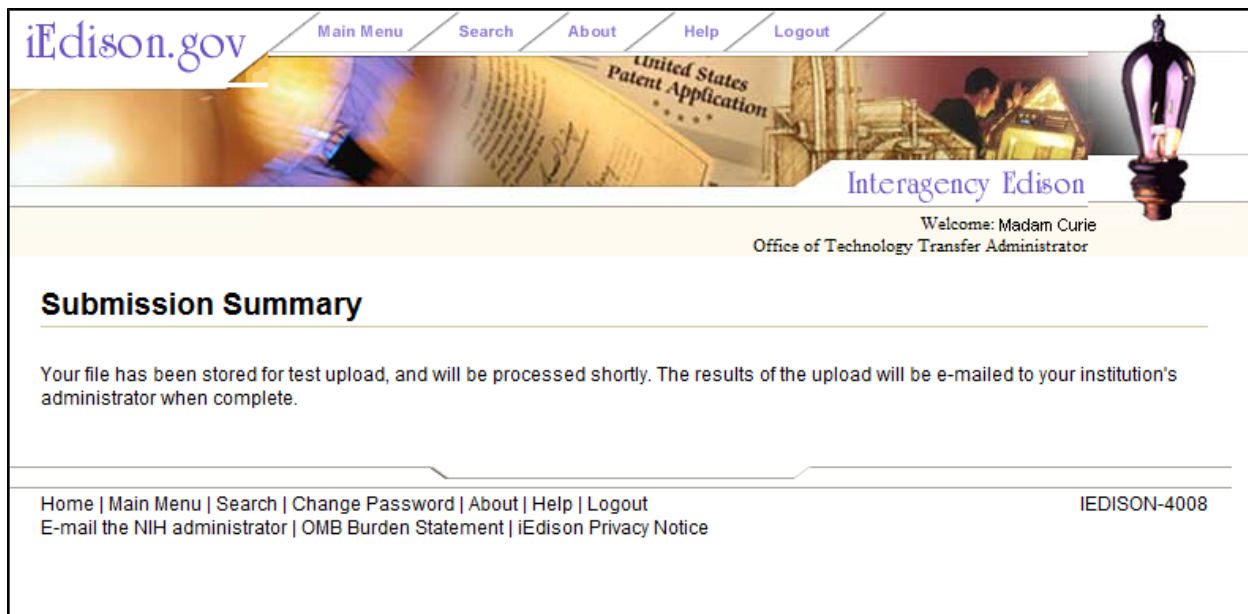 iEdison.gov
Main Menu
Search
About
Help
Logout
United States
Patent Application
Interagency Edison
Welcome: Madam Curie
Office of Technology Transfer Administrator
Submission Summary
Your file has been stored for test upload, and will be processed shortly. The results of the upload will be e-mailed to your institution's
administrator when complete.
Home | Main Menu | Search | Change Password | About | Help | Logout
IEDISON-4008
E-mail the NIH administrator | OMB Burden Statement | iEdison Privacy Notice